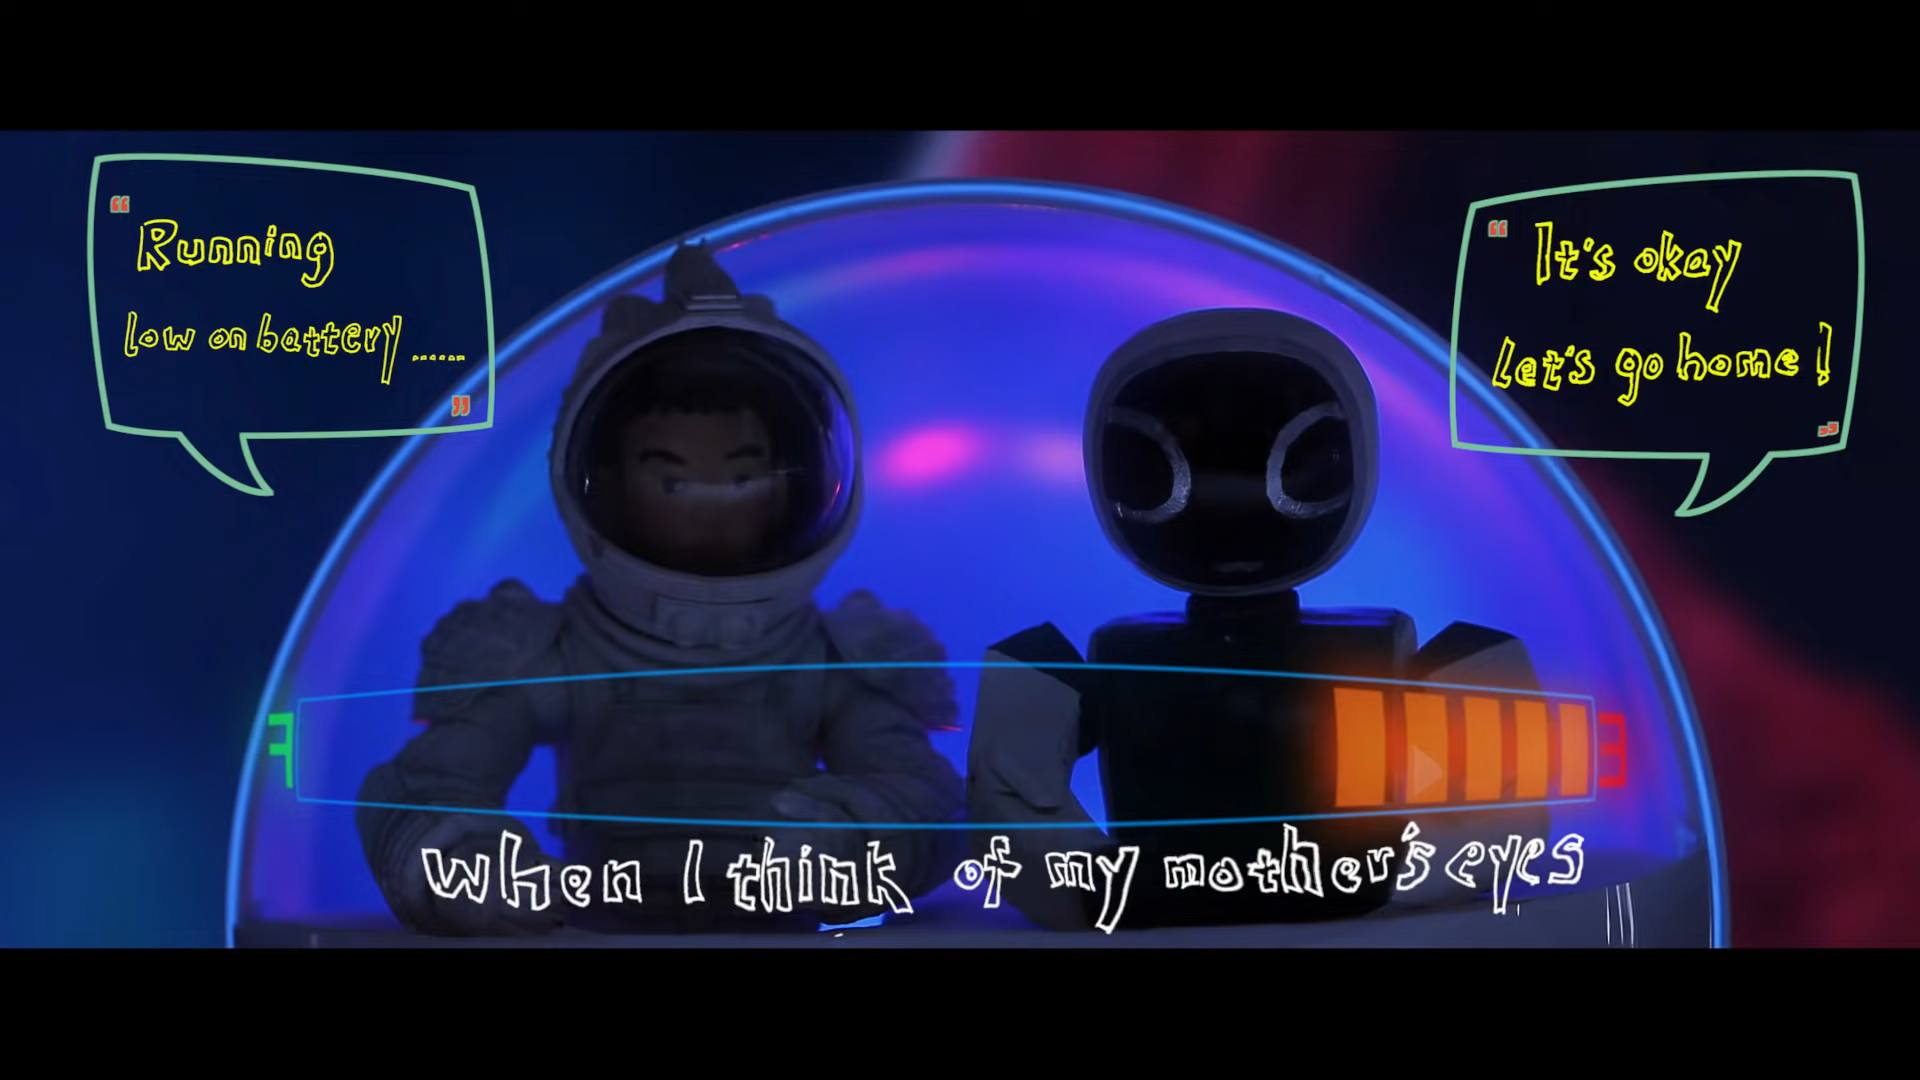 “Running
low on battery ......”
“It's okay
let's go home!”
F
E
when I think of my mother's eyes